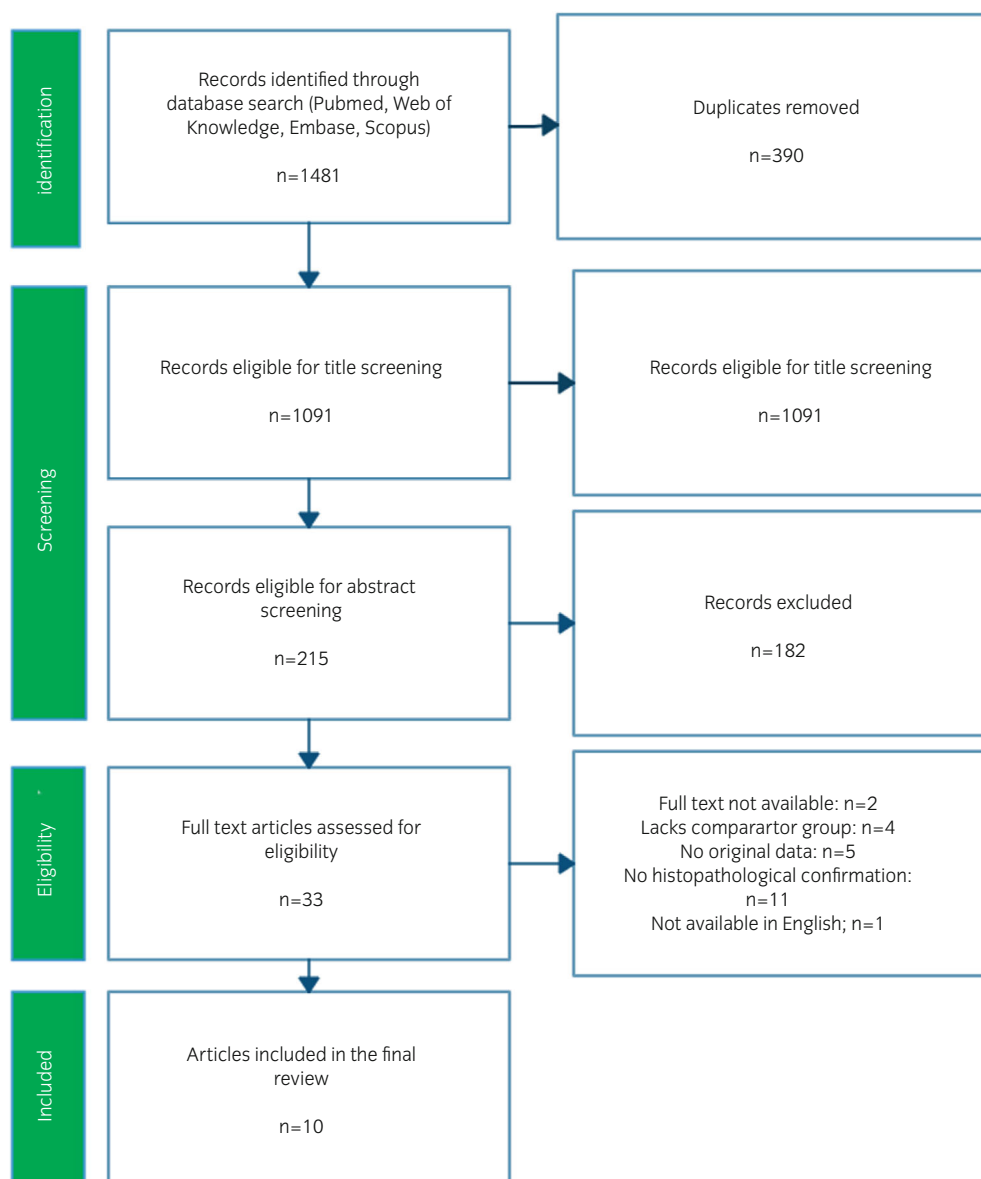 identification
Records identified through
database search (Pubmed, Web of
Knowledge, Embase, Scopus)
n=1481
Duplicates removed
n=390
Screening
Records eligible for title screening
n=1091
Records eligible for title screening
n=1091
Records eligible for abstract
screening
n=215
Records excluded
n=182
Eligibility
Full text articles assessed for
eligibility
n=33
Full text not available: n=2
Lacks comparartor group: n=4
No original data: n=5
No histopathological confirmation:
n=11
Not available in English; n=1
Included
Articles included in the final
review
n=10